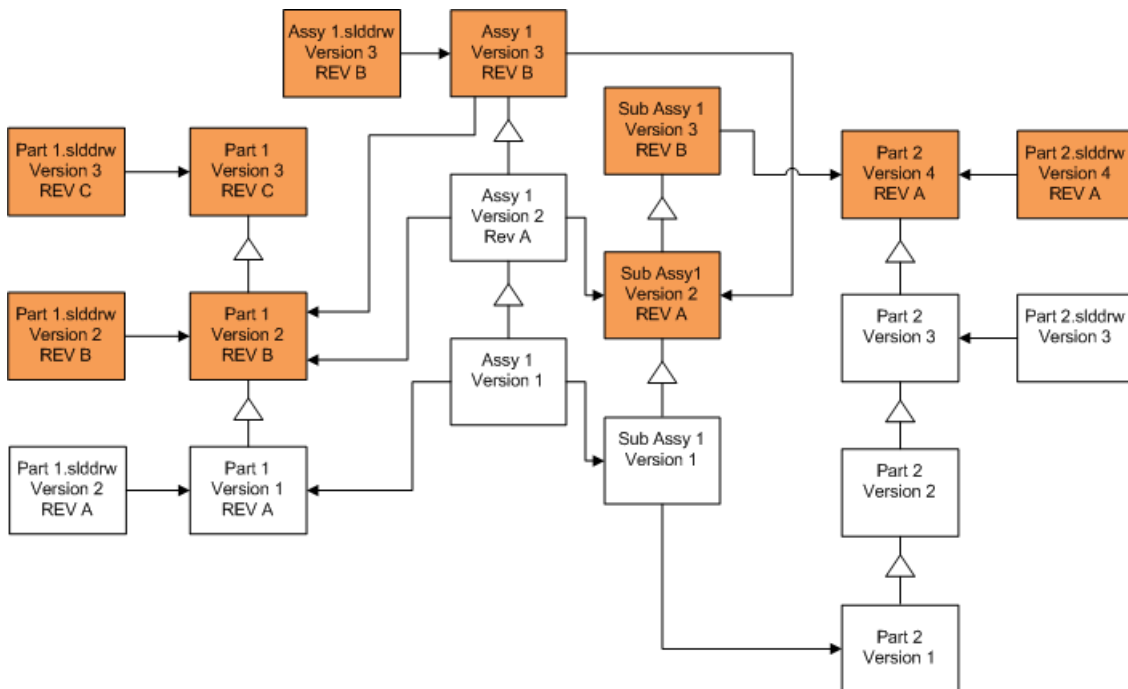 Assy 1.slddrw
Version 3
REV B
Assy 1
Version 3
REV B
Sub Assy 1
Version 3
REV B
Part 1.slddrw
Version 3
REV C
Part 1
Version 3
REV C
Part 2
Version 4
REV A
Part 2.slddrw
Version 4
REV A
Assy 1
Version 2
Rev A
Sub Assy1
Version 2
REV A
Part 1.slddrw
Version 2
REV B
Part 1
Version 2
REV B
Part 2
Version 3
Part 2.slddrw
Version 3
Assy 1
Version 1
Sub Assy 1
Version 1
Part 1.slddrw
Version 2
REV A
Part 1
Version 1
REV A
Part 2
Version 2
Part 2
Version 1